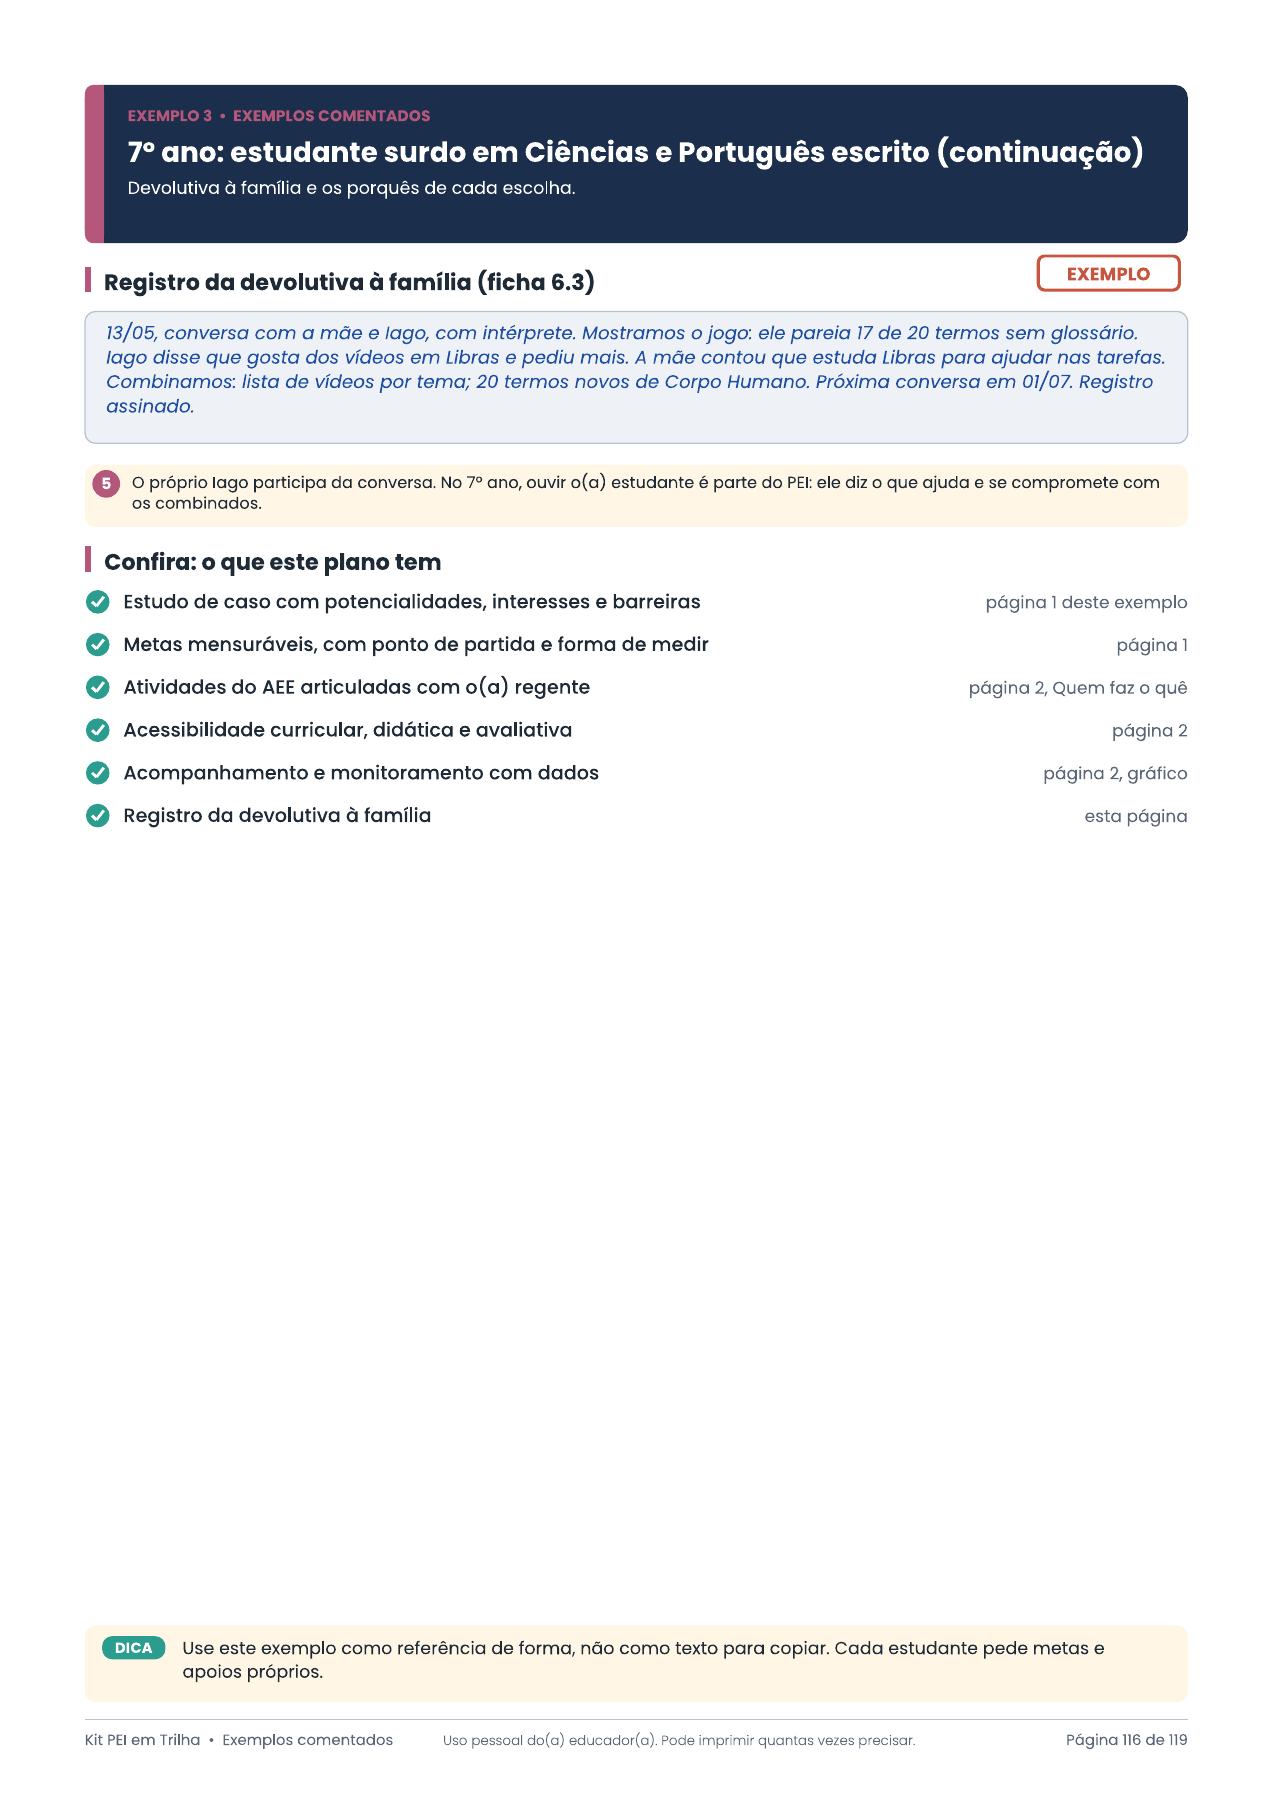 EXEMPLO 3 • EXEMPLOS COMENTADOS
7º ano: estudante surdo em Ciências e Português escrito (continuação)
Devolutiva à família e os porquês de cada escolha.
Registro da devolutiva à família (ficha 6.3)
EXEMPLO
13/05, conversa com a mãe e Iago, com intérprete. Mostramos o jogo: ele pareia 17 de 20 termos sem glossário.
Iago disse que gosta dos vídeos em Libras e pediu mais. A mãe contou que estuda Libras para ajudar nas tarefas.
Combinamos: lista de vídeos por tema; 20 termos novos de Corpo Humano. Próxima conversa em 01/07. Registro
assinado.
5 O próprio Iago participa da conversa. No 7º ano, ouvir o(a) estudante é parte do PEI: ele diz o que ajuda e se compromete com
os combinados.
Confira: o que este plano tem
Estudo de caso com potencialidades, interesses e barreiras página 1 deste exemplo
Metas mensuráveis, com ponto de partida e forma de medir página 1
Atividades do AEE articuladas com o(a) regente página 2, Quem faz o quê
Acessibilidade curricular, didática e avaliativa página 2
Acompanhamento e monitoramento com dados página 2, gráfico
Registro da devolutiva à família esta página
DICA Use este exemplo como referência de forma, não como texto para copiar. Cada estudante pede metas e
apoios próprios.
Kit PEI em Trilha • Exemplos comentados Uso pessoal do(a) educador(a). Pode imprimir quantas vezes precisar. Página 116 de 119